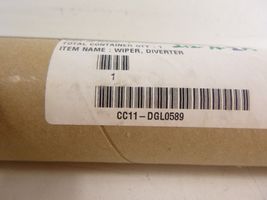 TOTAL CONTAINER QTY : 1
ITEM NAME : WIPER, DIVERTER
1
CC11-DGL0589